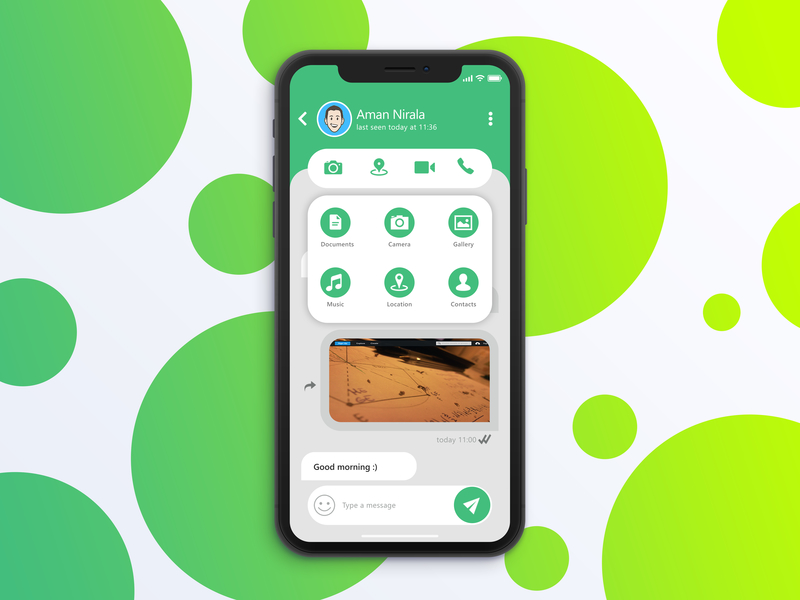 Aman Nirala
last seen today at 11:36
Documents
Camera
Gallery
Music
Location
Contacts
today 11:00
Good morning :)
Type a message